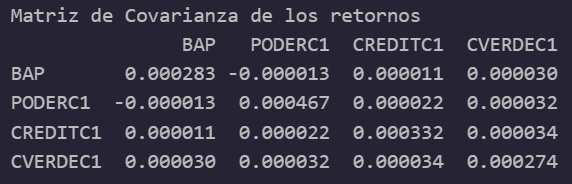 Matriz de Covarianza de los retornos
BAP PODERC1 CREDITC1 CVERDEC1
BAP 0.000283 -0.000013 0.000011 0.000030
PODERC1 -0.000013 0.000467 0.000022 0.000032
CREDITC1 0.000011 0.000022 0.000332 0.000034
CVERDEC1 0.000030 0.000032 0.000034 0.000274